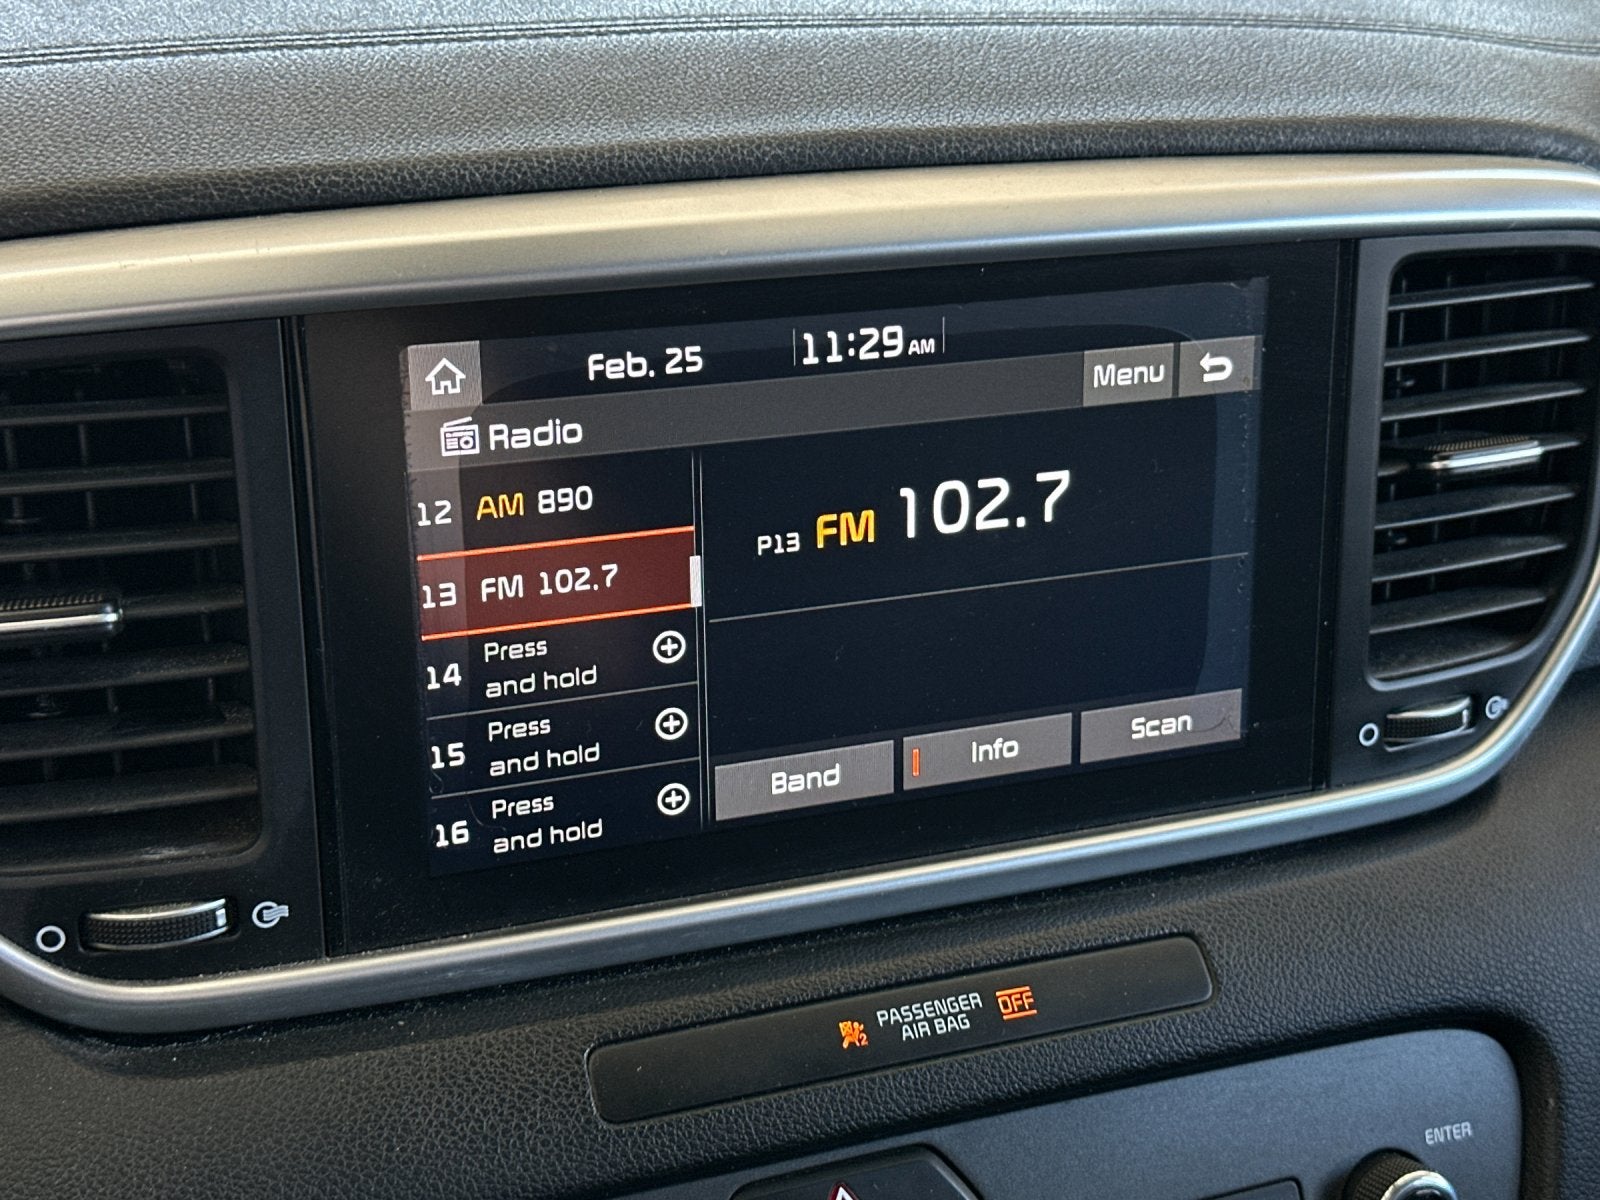 Feb. 25
11:29 AM
Menu
Radio
12 AM 890
13 FM 102.7
14 Press
and hold
15 Press
and hold
16 Press
and hold
P13 FM 102.7
Band
Info
Scan
2 PASSENGER
AIR BAG
OFF
ENTER